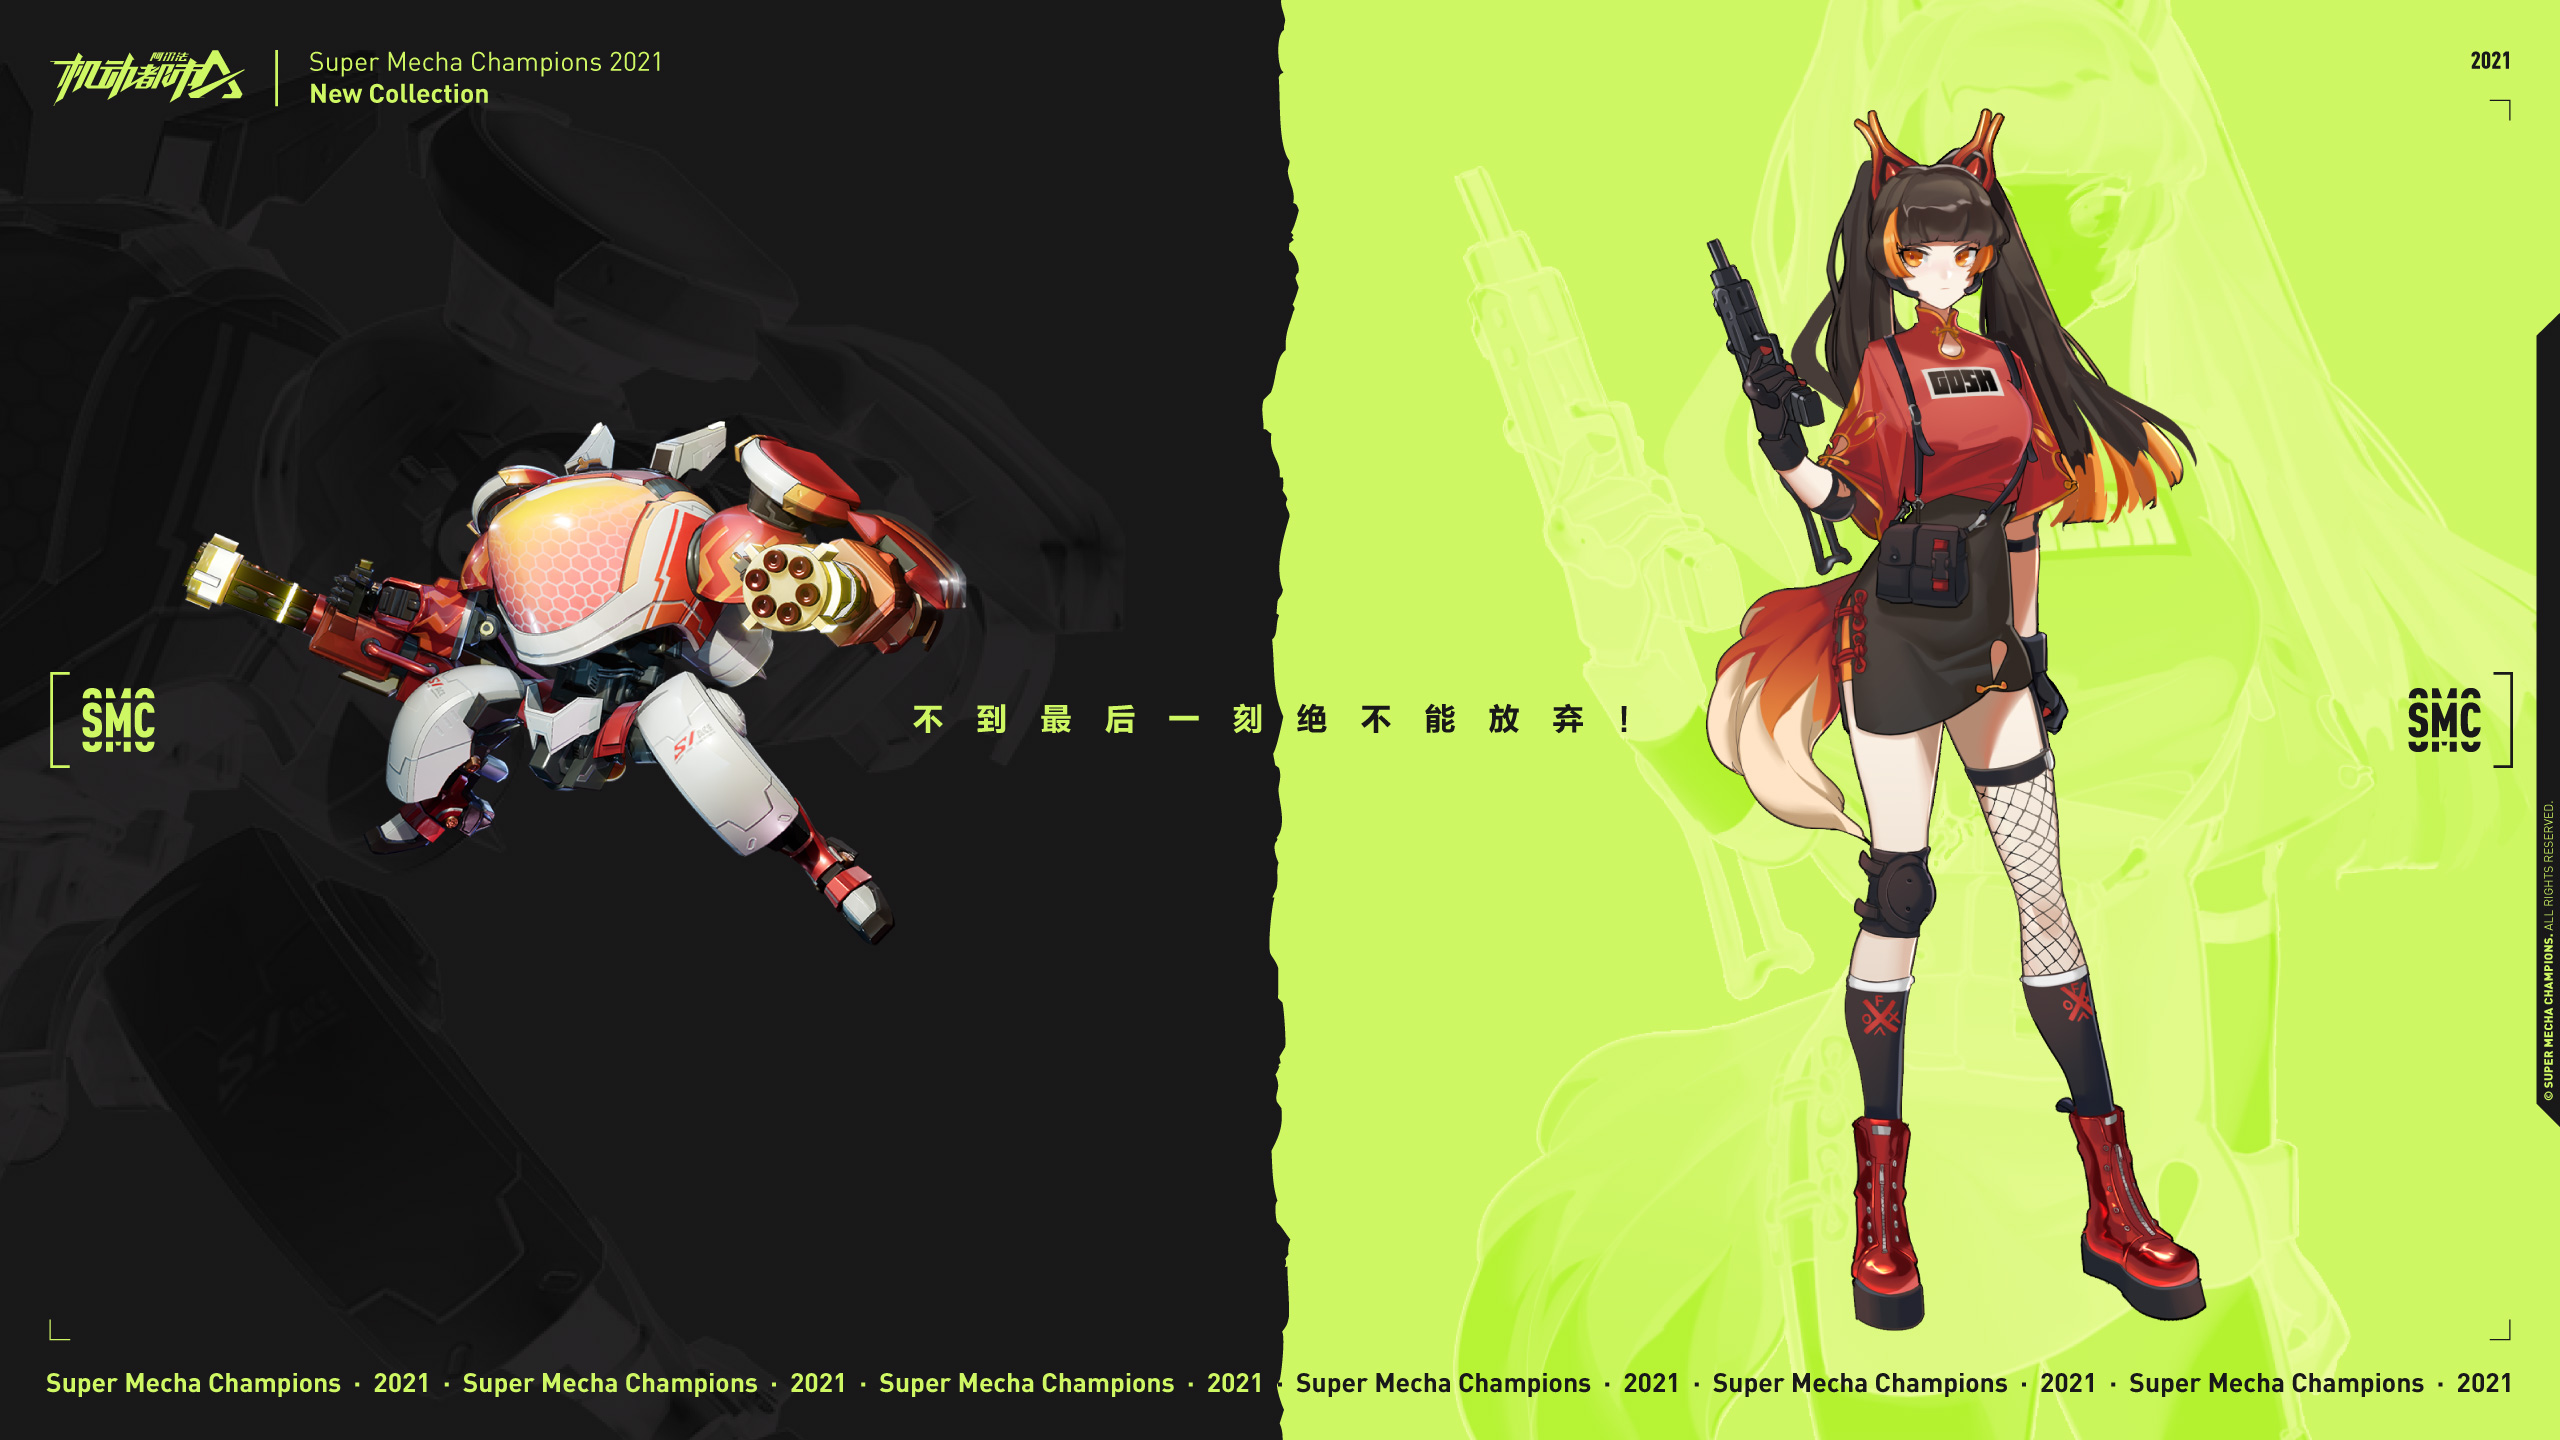 机动都市阿尔法
Super Mecha Champions 2021
New Collection
2021
GOSH
SMC
不到最后一刻绝不能放弃！
SMC
SI
SI
F
O X
F
O X
© SUPER MECHA CHAMPIONS. ALL RIGHTS RESERVED.
Super Mecha Champions · 2021 · Super Mecha Champions · 2021 · Super Mecha Champions · 2021 · Super Mecha Champions · 2021 · Super Mecha Champions · 2021 · Super Mecha Champions · 2021